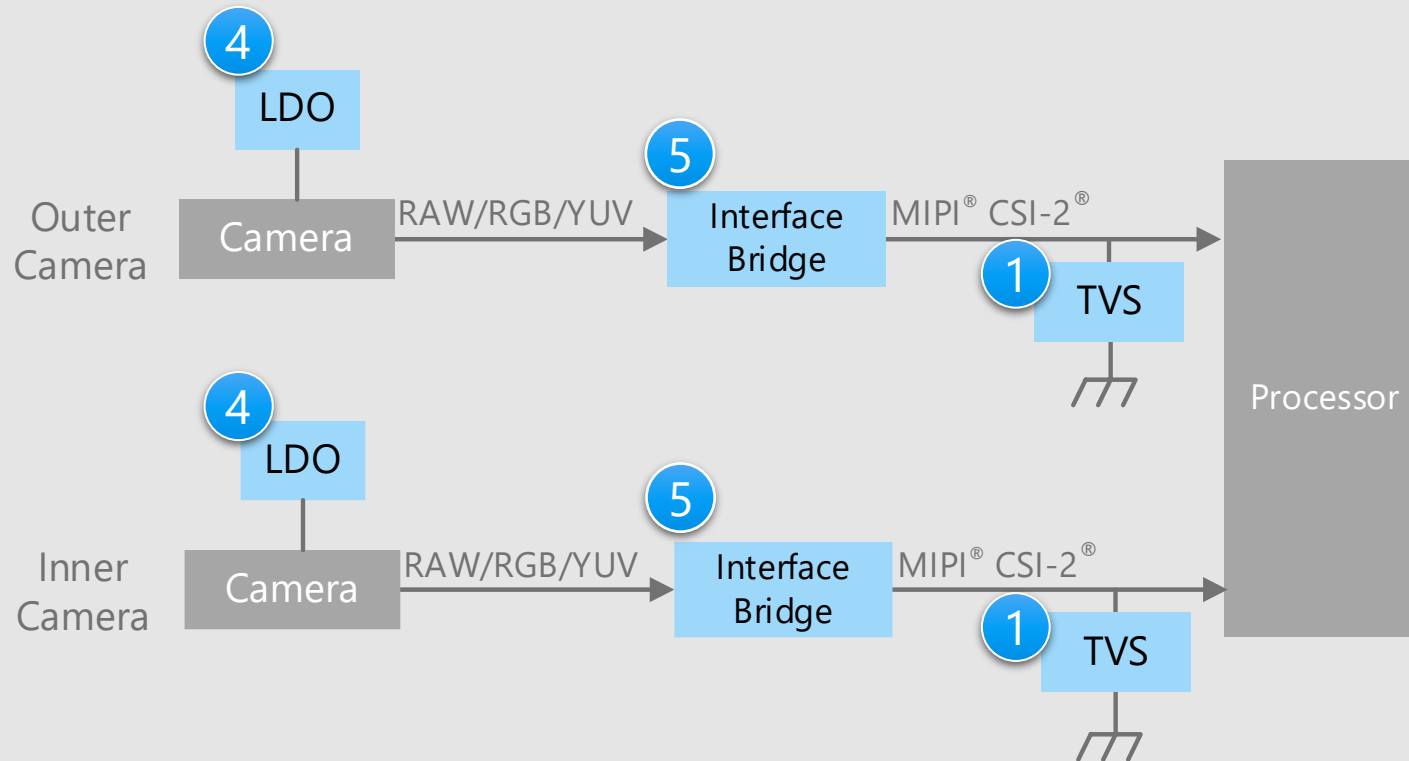 4
LDO
5
Outer
Camera
Camera
RAW/RGB/YUV
Interface
Bridge
MIPI® CSI-2®
1
TVS
Processor
4
LDO
5
Inner
Camera
Camera
RAW/RGB/YUV
Interface
Bridge
MIPI® CSI-2®
1
TVS